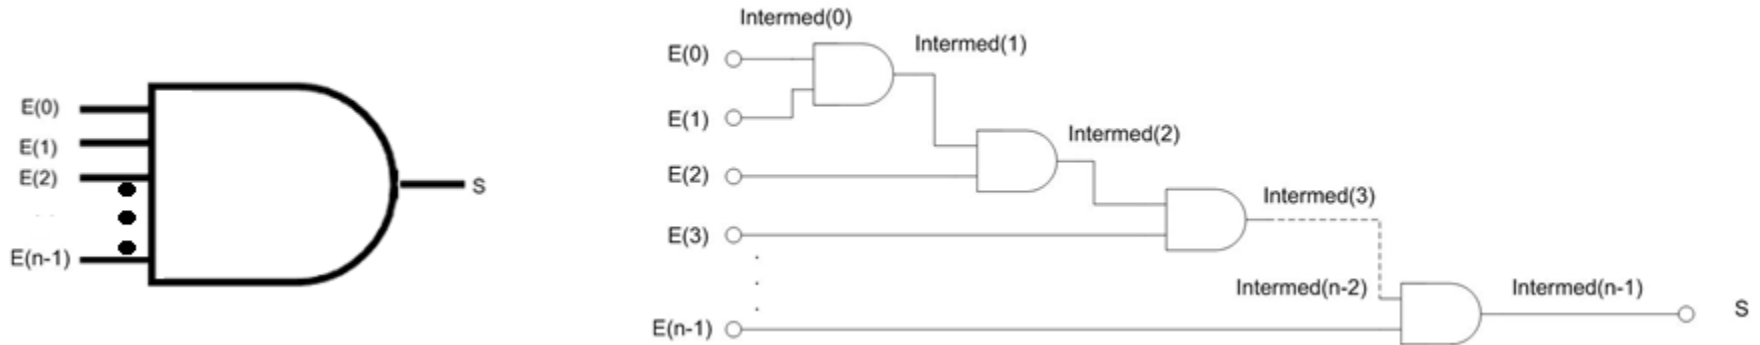 E(0)
E(1)
E(2)
E(n-1)
S
Intermed(0)
E(0)
Intermed(1)
E(1)
Intermed(2)
E(2)
Intermed(3)
E(3)
Intermed(n-2)
Intermed(n-1)
S
E(n-1)